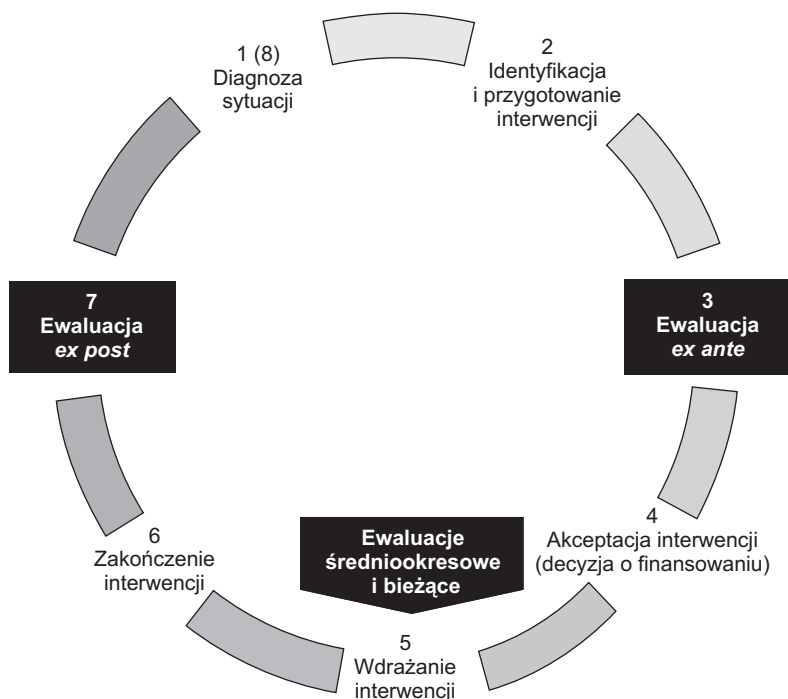 1 (8)
Diagnoza
sytuacji
2
Identyfikacja
i przygotowanie
interwencji
3
Ewaluacja
ex ante
4
Akceptacja interwencji
(decyzja o finansowaniu)
Ewaluacje
średniookresowe
i bieżące
5
Wdrażanie
interwencji
6
Zakończenie
interwencji
7
Ewaluacja
ex post